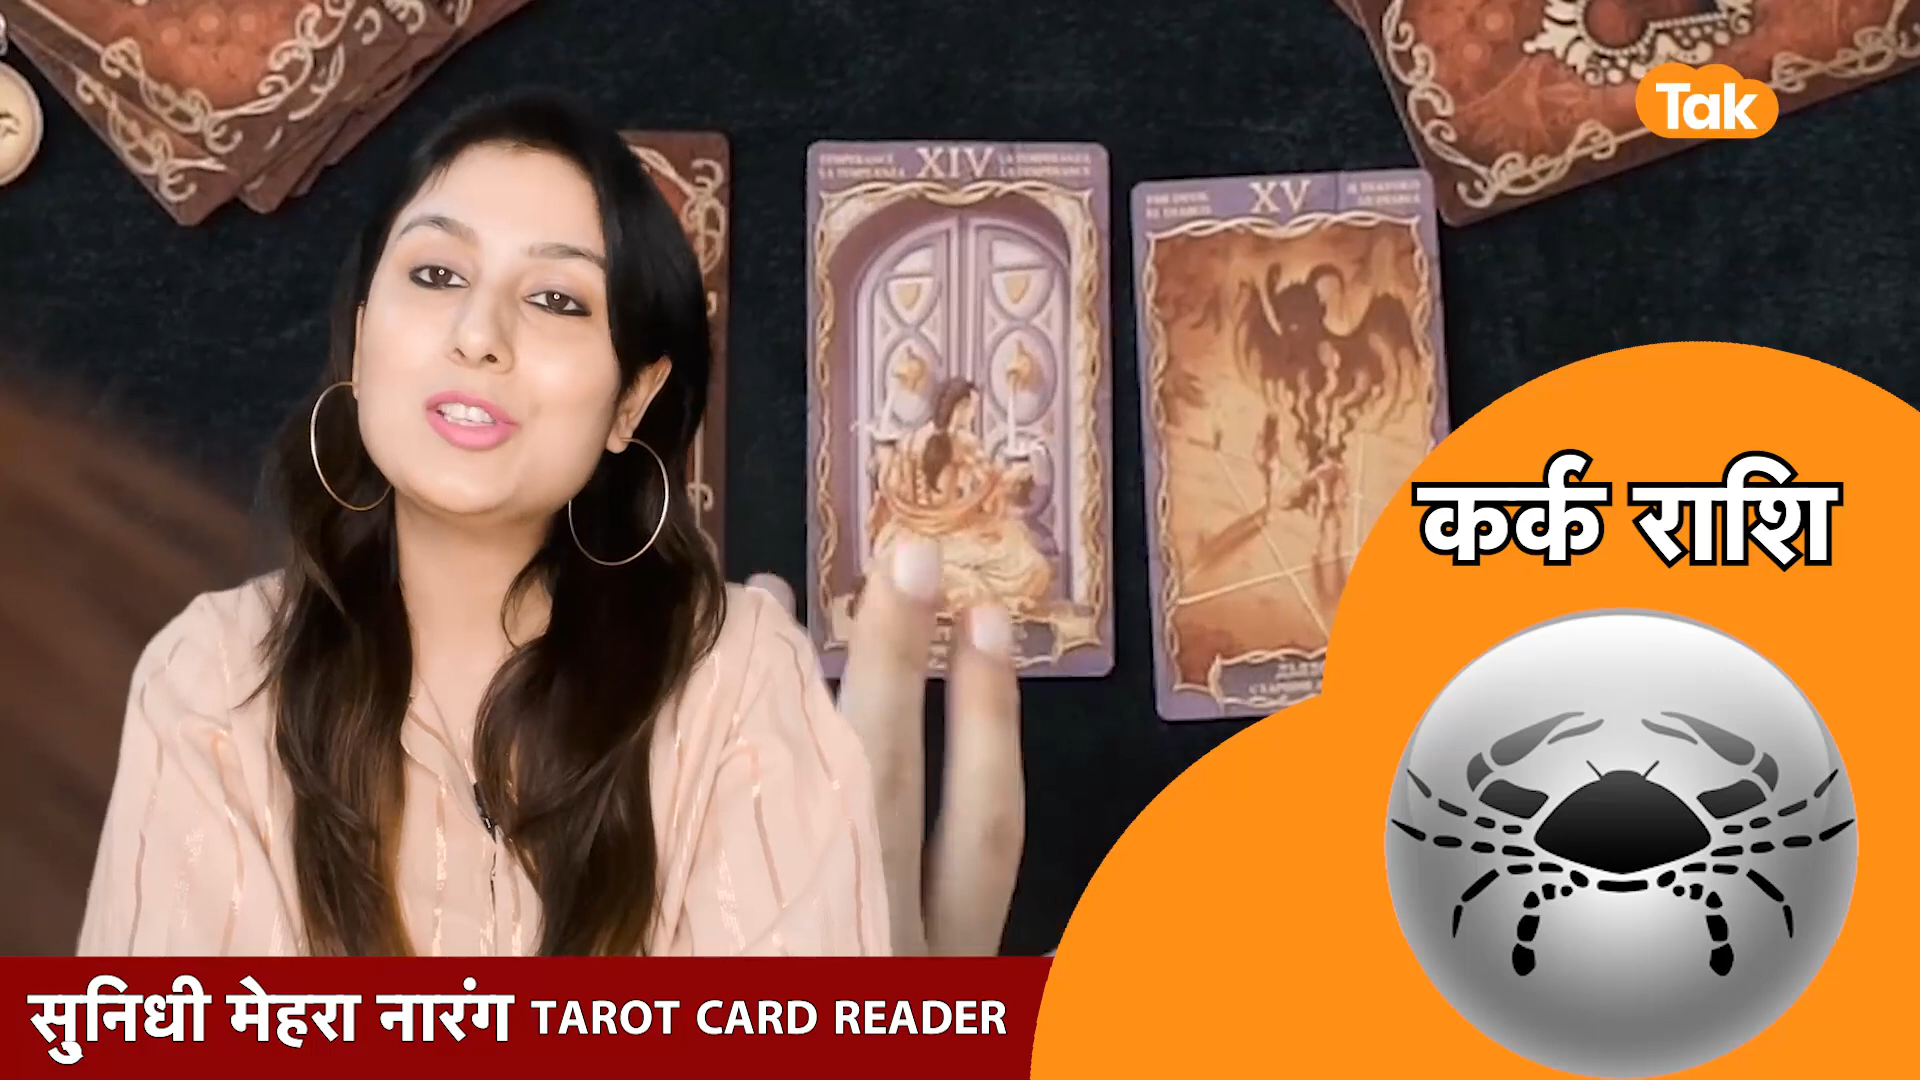 Tak
XIV
XV
कर्क राशि
सुनिधी मेहरा नारंग TAROT CARD READER